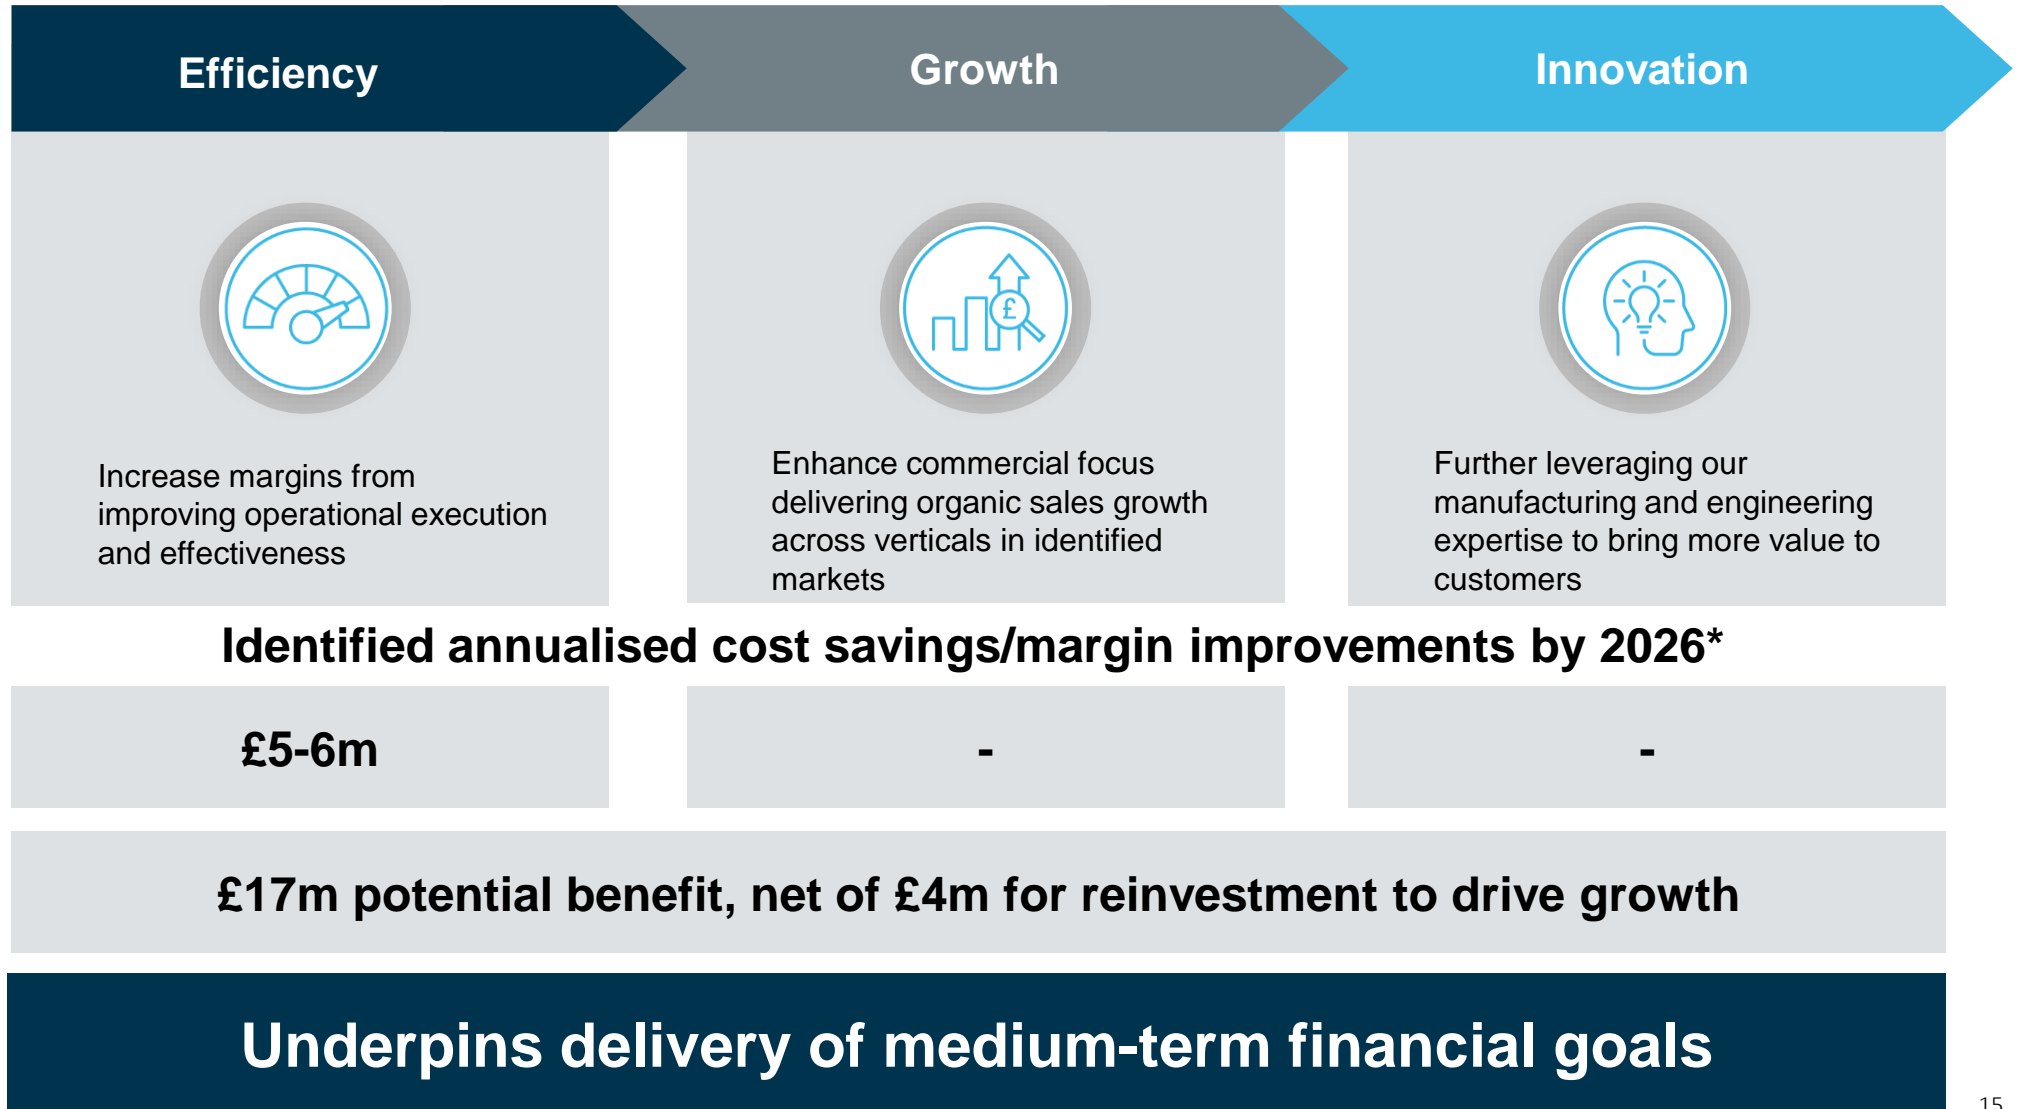 Efficiency
Growth
Innovation
£
Increase margins from
improving operational execution
and effectiveness
Enhance commercial focus
delivering organic sales growth
across verticals in identified
markets
Further leveraging our
manufacturing and engineering
expertise to bring more value to
customers
Identified annualised cost savings/margin improvements by 2026*
£5-6m
-
-
£17m potential benefit, net of £4m for reinvestment to drive growth
Underpins delivery of medium-term financial goals
15